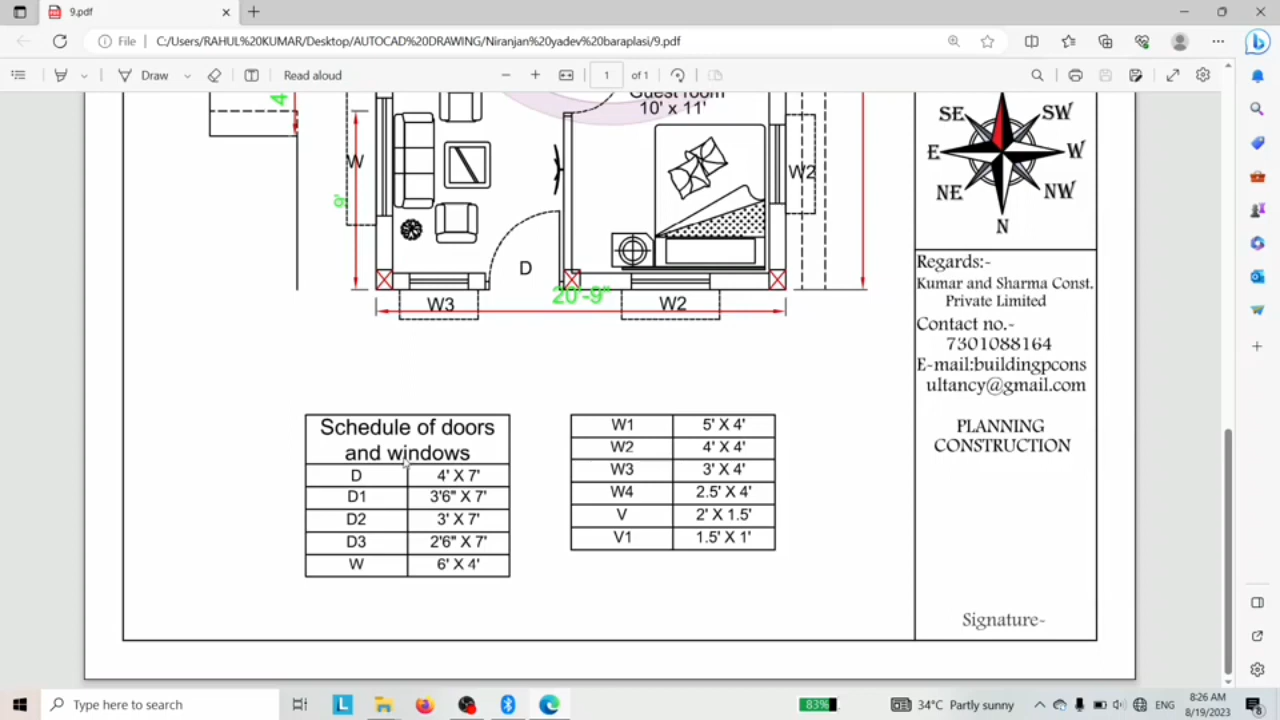 9.pdf
File
C:/Users/RAHUL%20KUMAR/Desktop/AUTOCAD%20DRAWING/Niranjan%20yadev%20baraplasi/9.pdf
Draw
Read aloud
1
of 1
Guest room
10' x 11'
W
9'
W2
D
W3
20'-9"
W2
SE
SW
E
W
NE
NW
N
Regards:-
Kumar and Sharma Const.
Private Limited
Contact no.-
7301088164
E-mail:buildingpcons
ultancy@gmail.com
PLANNING
CONSTRUCTION
Signature-
Schedule of doors
and windows
D 4' X 7'
D1 3'6" X 7'
D2 3' X 7'
D3 2'6" X 7'
W 6' X 4'
W1 5' X 4'
W2 4' X 4'
W3 3' X 4'
W4 2.5' X 4'
V 2' X 1.5'
V1 1.5' X 1'
Type here to search
83%
34°C Partly sunny
ENG
8:26 AM
8/19/2023